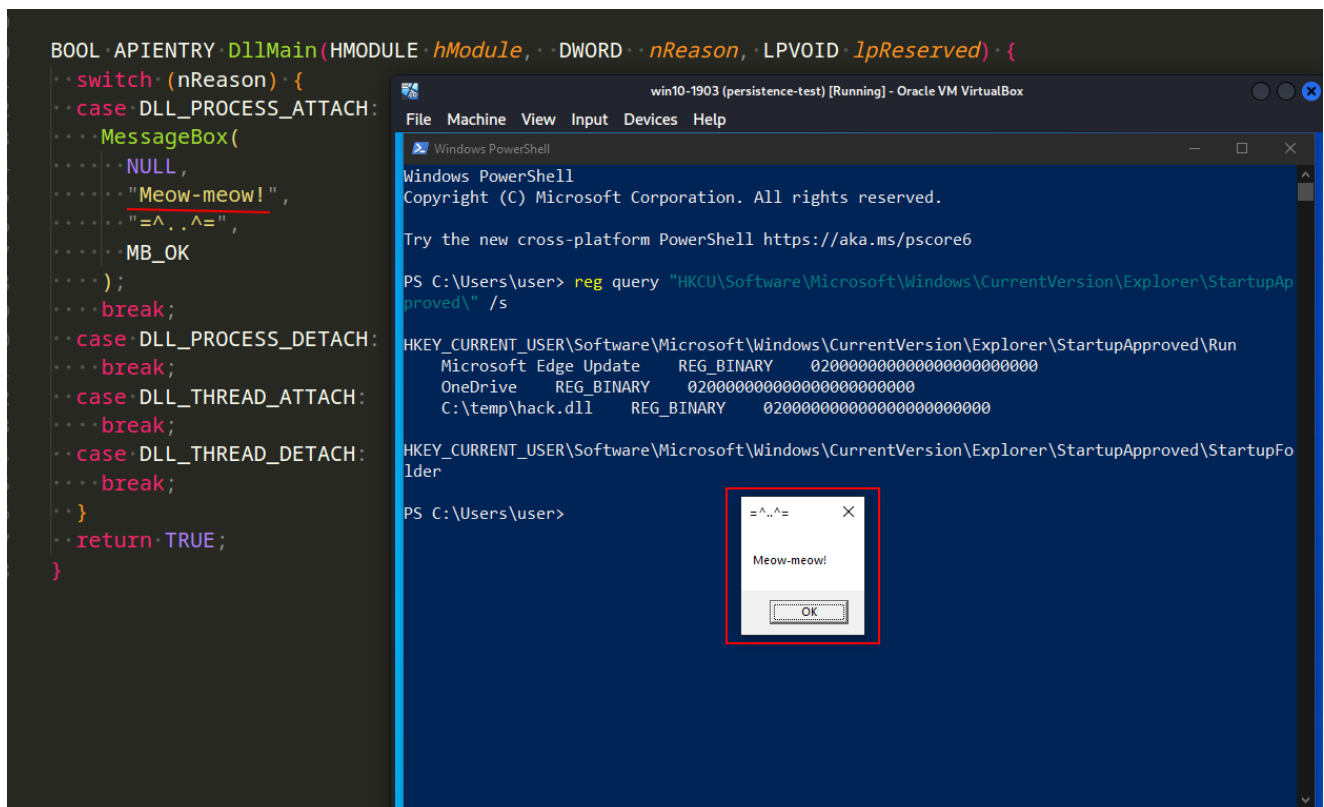 BOOL APIENTRY DllMain(HMODULE hModule, DWORD nReason, LPVOID lpReserved) {
switch (nReason) {
case DLL_PROCESS_ATTACH:
MessageBox(
NULL,
"Meow-meow!",
"=^..^=",
MB_OK
);
break;
case DLL_PROCESS_DETACH:
break;
case DLL_THREAD_ATTACH:
break;
case DLL_THREAD_DETACH:
break;
}
return TRUE;
}
win10-1903 (persistence-test) [Running] - Oracle VM VirtualBox
File Machine View Input Devices Help
Windows PowerShell
Windows PowerShell
Copyright (C) Microsoft Corporation. All rights reserved.
Try the new cross-platform PowerShell https://aka.ms/pscore6
PS C:\Users\user> reg query "HKCU\Software\Microsoft\Windows\CurrentVersion\Explorer\StartupAp
proved\" /s
HKEY_CURRENT_USER\Software\Microsoft\Windows\CurrentVersion\Explorer\StartupApproved\Run
Microsoft Edge Update REG_BINARY 020000000000000000000000
OneDrive REG_BINARY 020000000000000000000000
C:\temp\hack.dll REG_BINARY 020000000000000000000000
HKEY_CURRENT_USER\Software\Microsoft\Windows\CurrentVersion\Explorer\StartupApproved\StartupFo
lder
PS C:\Users\user>
=^..^=
Meow-meow!
OK